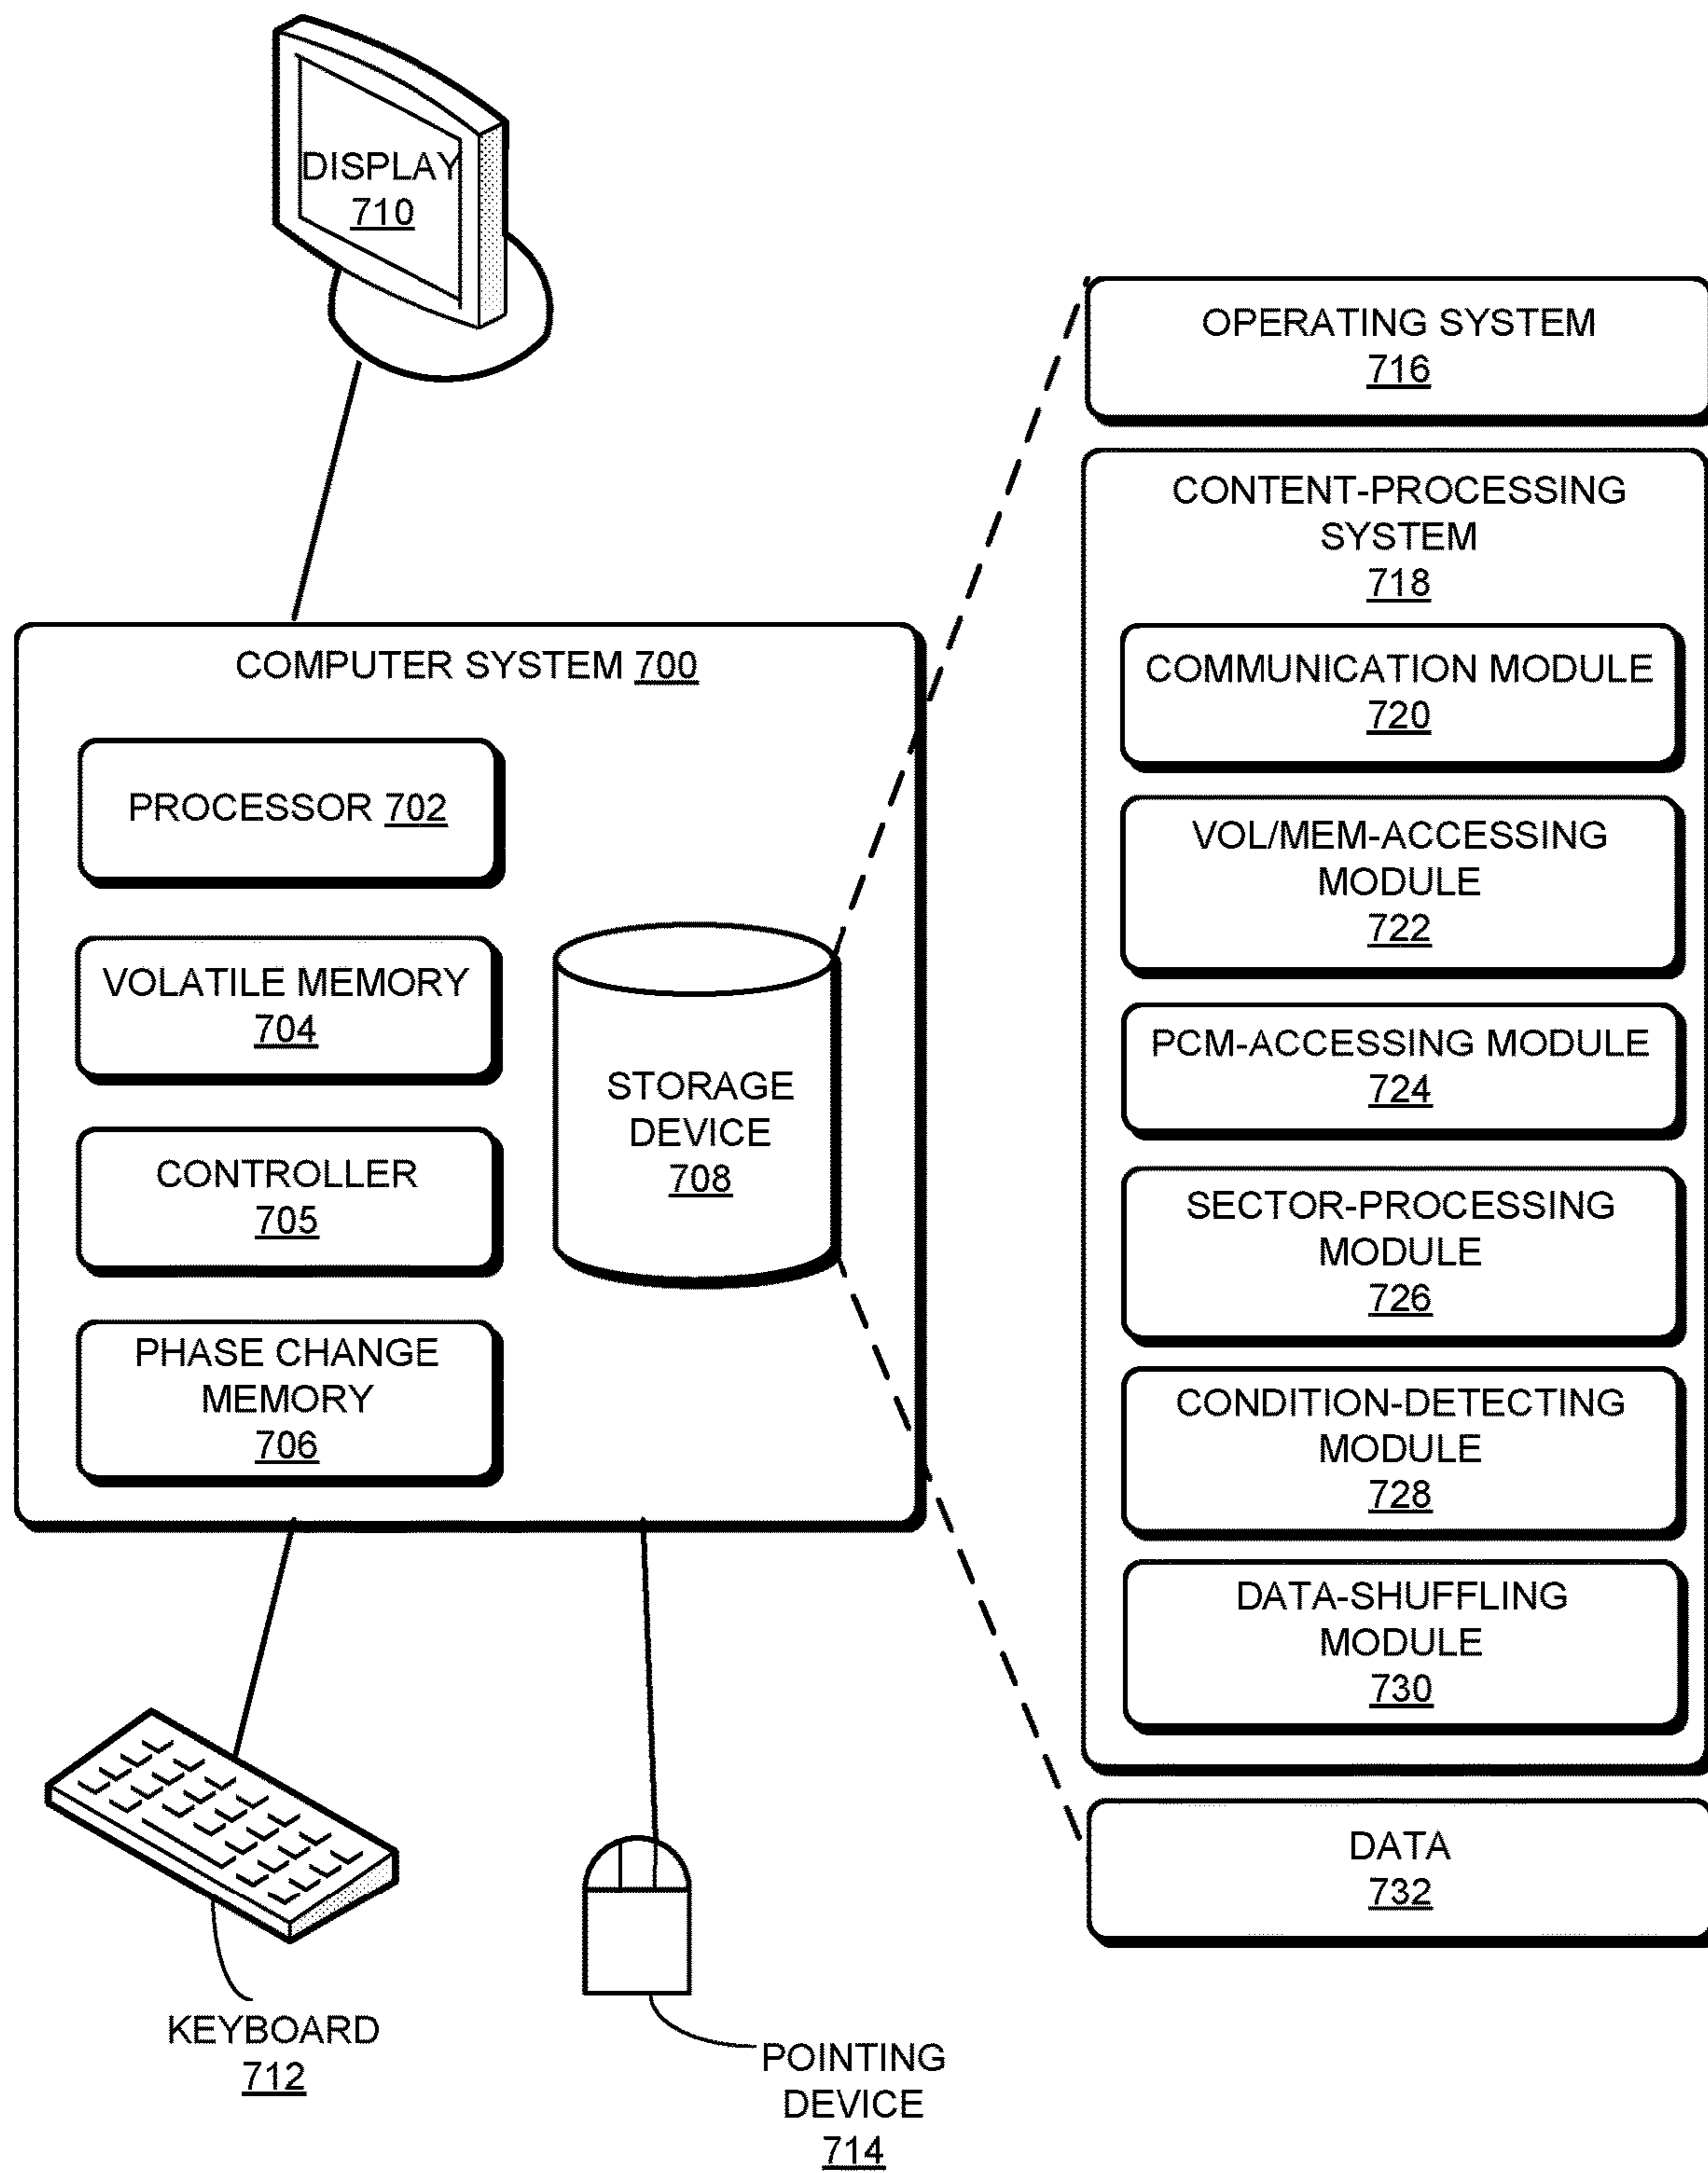 DISPLAY
710
COMPUTER SYSTEM 700
PROCESSOR 702
VOLATILE MEMORY
704
CONTROLLER
705
PHASE CHANGE
MEMORY
706
STORAGE
DEVICE
708
KEYBOARD
712
POINTING
DEVICE
714
OPERATING SYSTEM
716
CONTENT-PROCESSING
SYSTEM
718
COMMUNICATION MODULE
720
VOL/MEM-ACCESSING
MODULE
722
PCM-ACCESSING MODULE
724
SECTOR-PROCESSING
MODULE
726
CONDITION-DETECTING
MODULE
728
DATA-SHUFFLING
MODULE
730
DATA
732